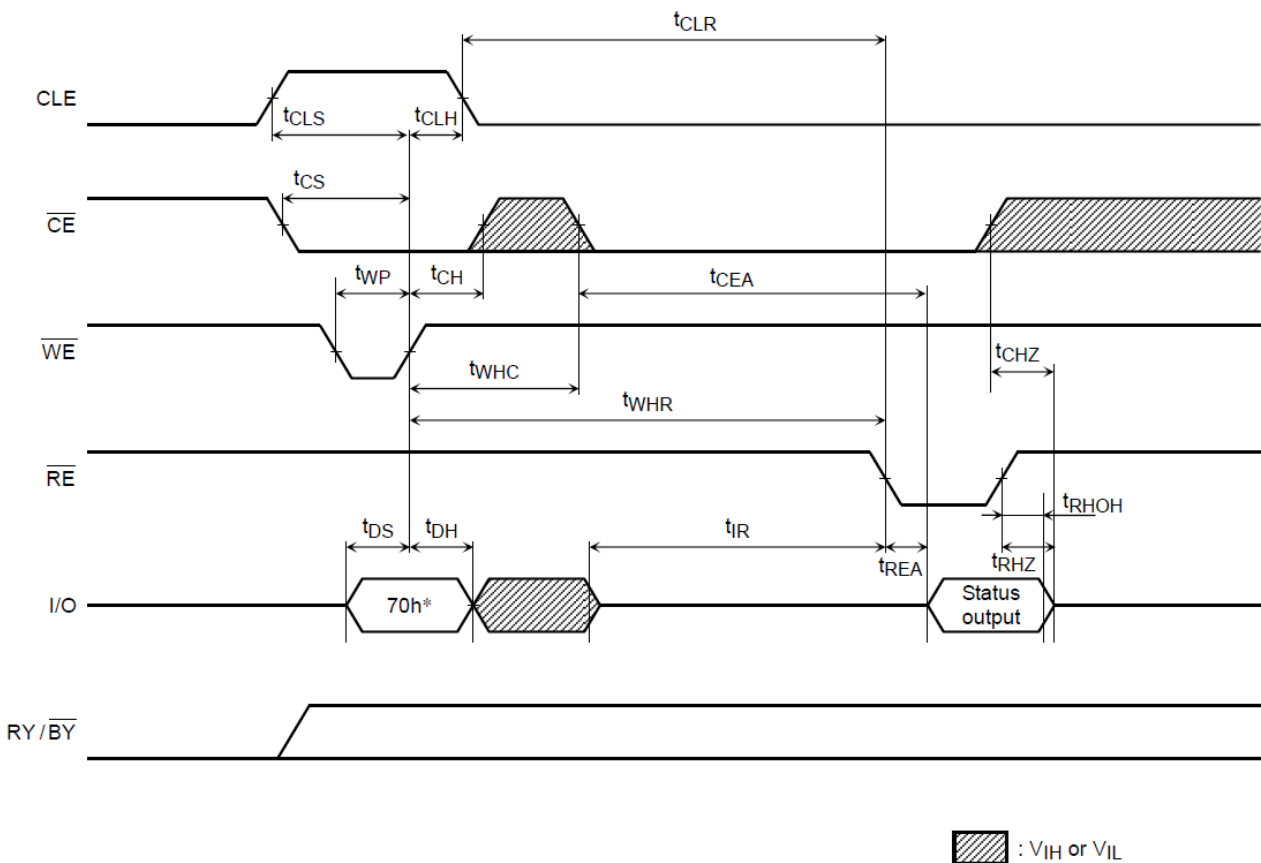 tCLR
CLE
tCLS
tCLH
tCS
CE
tWP
tCH
tCEA
WE
tCHZ
tWHC
tWHR
RE
tRHOH
tDS
tDH
tIR
tREA
tRHZ
I/O
70h*
Status
output
RY / BY
: VIH or VIL